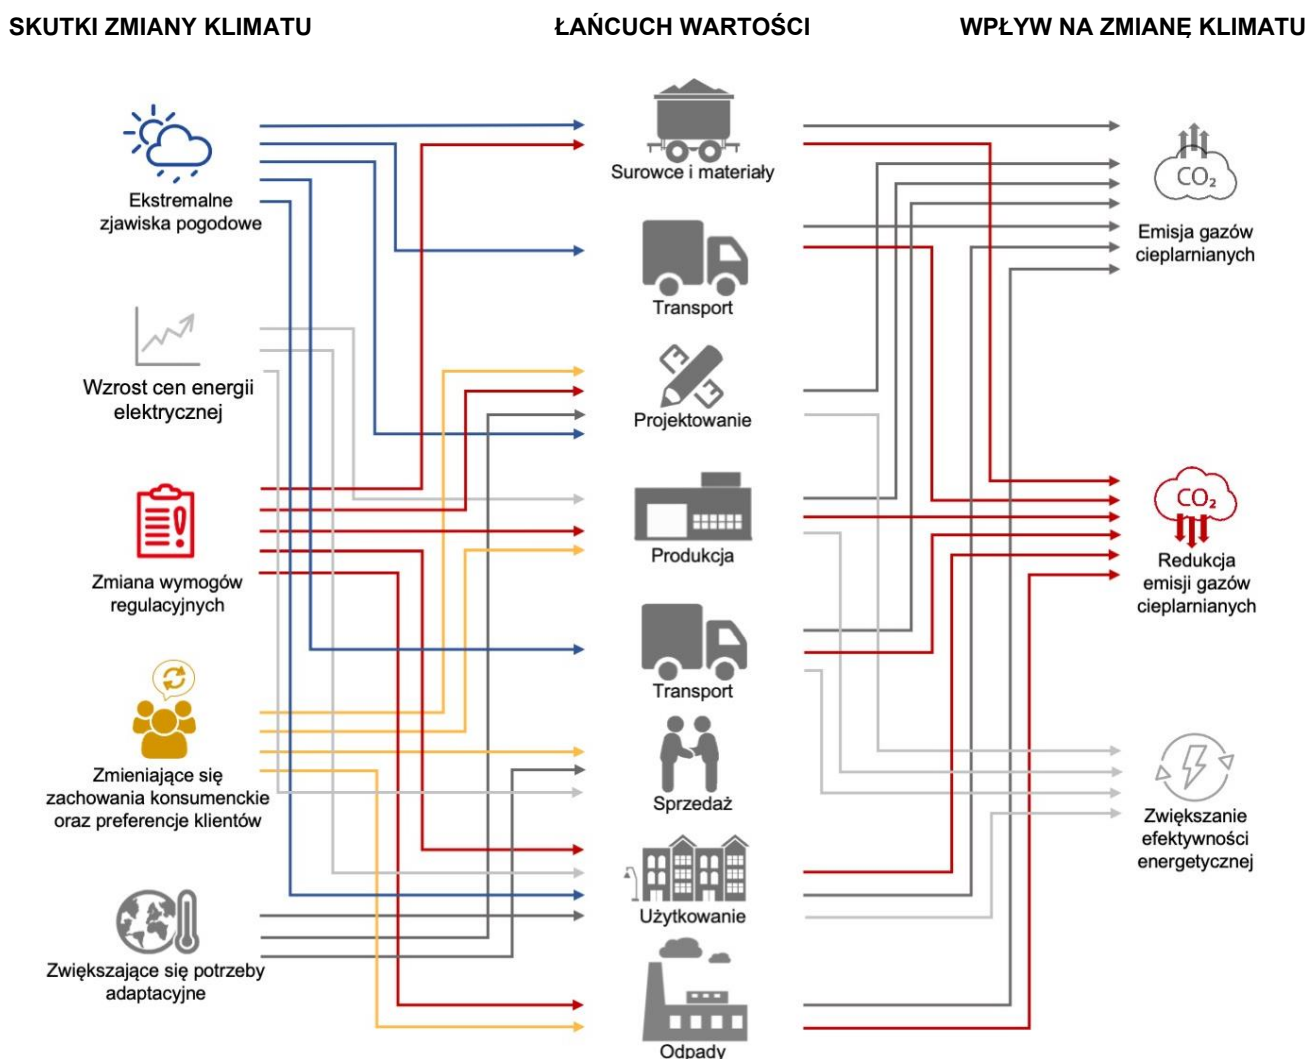 SKUTKI ZMIANY KLIMATU
ŁAŃCUCH WARTOŚCI
WPŁYW NA ZMIANĘ KLIMATU
Ekstremalne
zjawiska pogodowe
Wzrost cen energii
elektrycznej
Zmiana wymogów
regulacyjnych
Zmieniające się
zachowania konsumenckie
oraz preferencje klientów
Zwiększające się potrzeby
adaptacyjne
Surowce i materiały
Transport
Projektowanie
Produkcja
Transport
Sprzedaż
Użytkowanie
Odpady
CO₂
Emisja gazów
cieplarnianych
CO₂
Redukcja
emisji gazów
cieplarnianych
Zwiększanie
efektywności
energetycznej